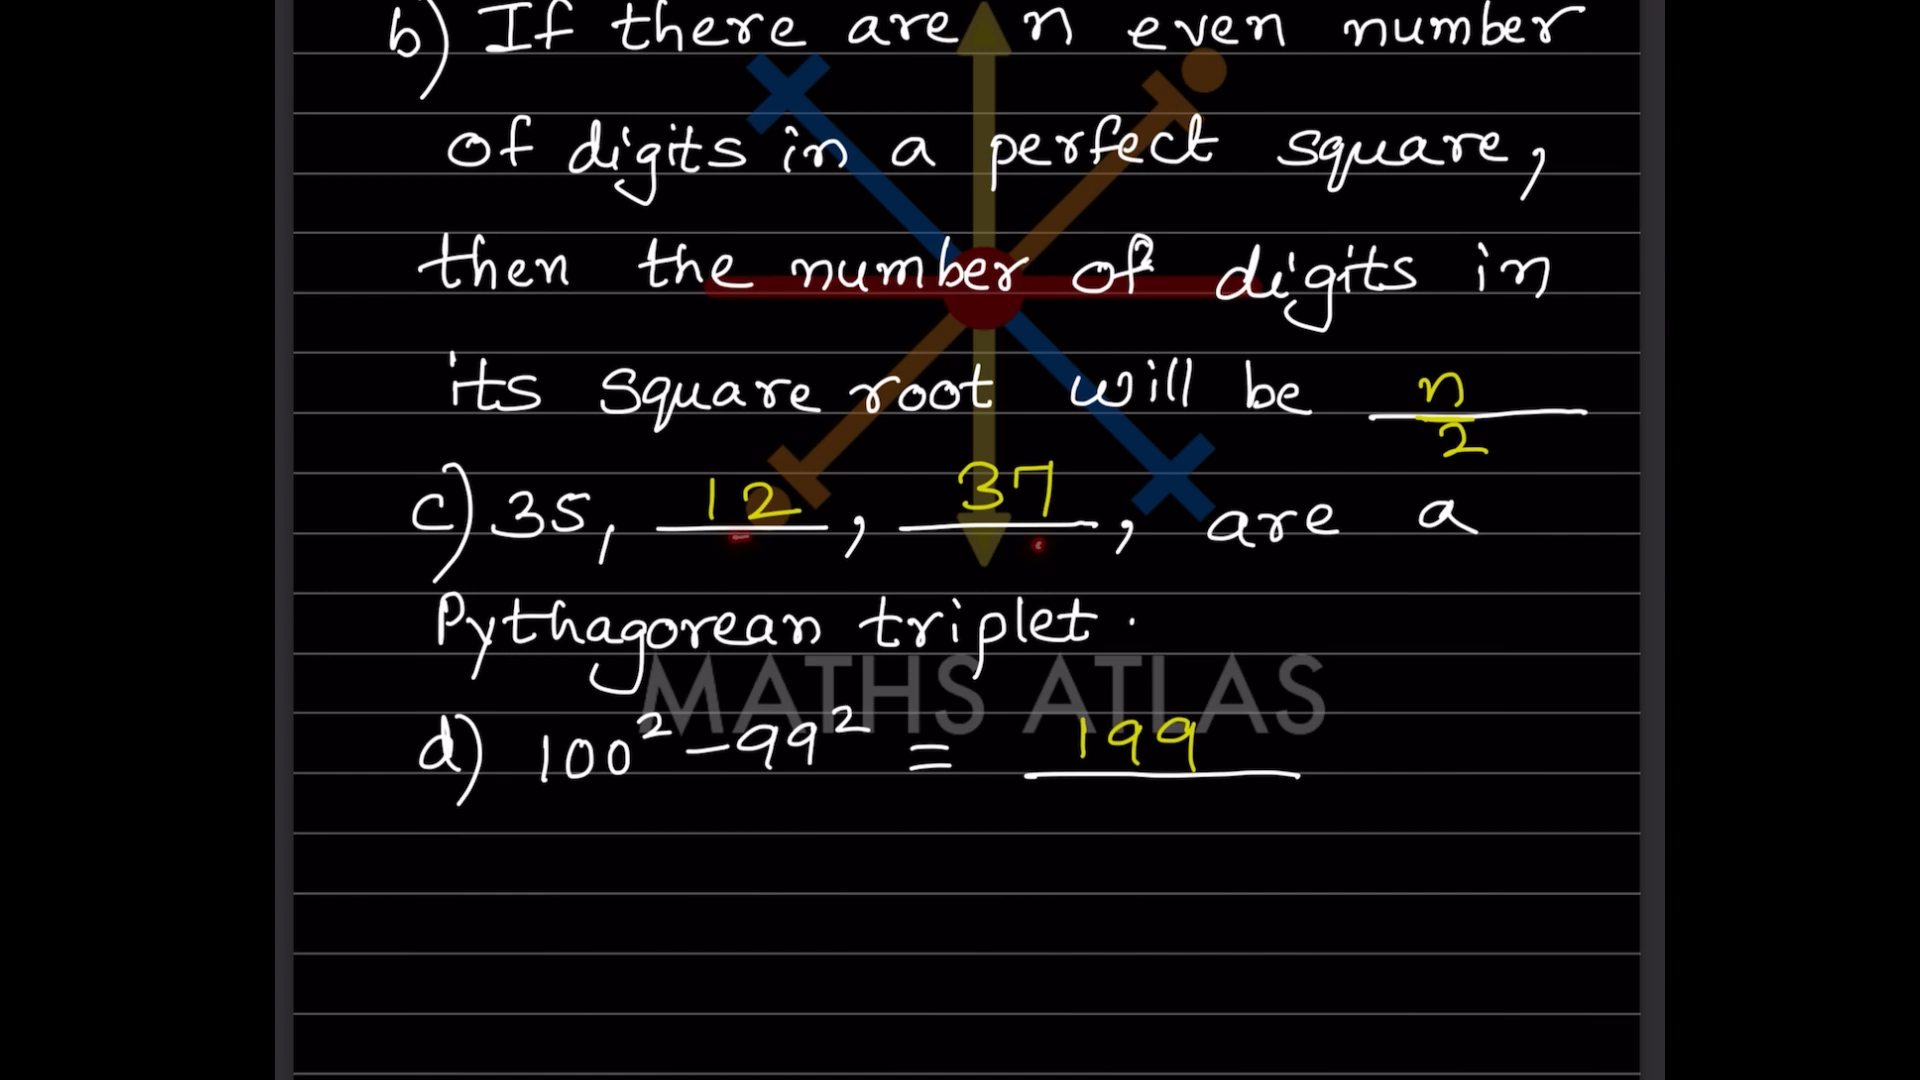 b) If there are n even number
of digits in a perfect square,
then the number of digits in
its square root will be n/2
c) 35, 12, 37, are a
Pythagorean triplet.
MATHS ATLAS
d) 100² - 99² = 199